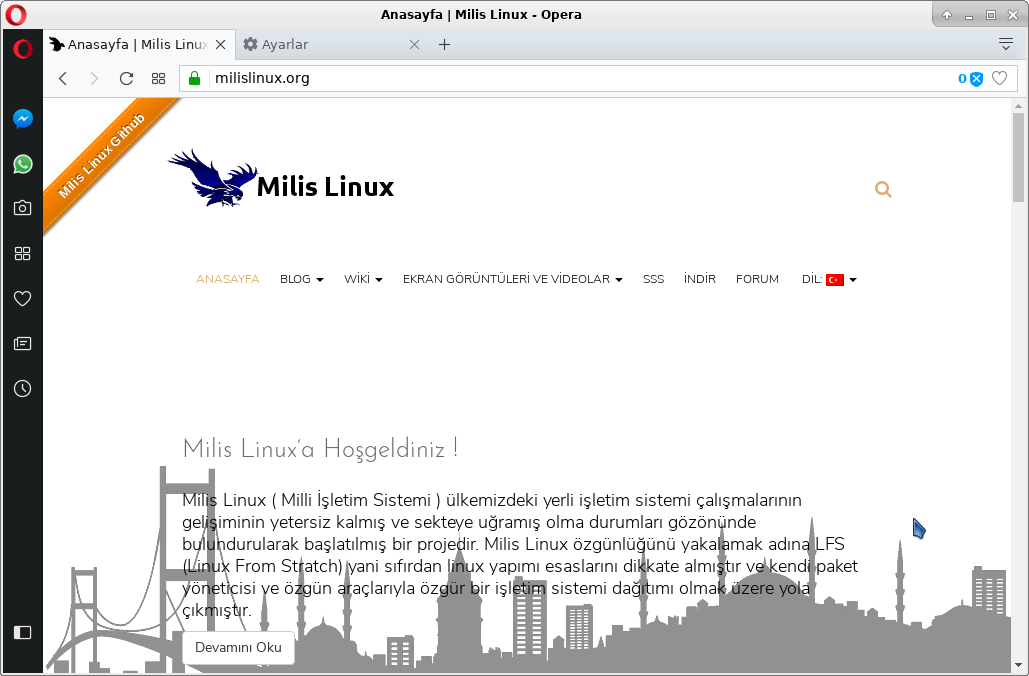 Anasayfa | Milis Linux - Opera
Anasayfa | Milis Linux
Ayarlar
milislinux.org
0
Milis Linux Github
Milis Linux
ANASAYFA BLOG WİKİ EKRAN GÖRÜNTÜLERİ VE VİDEOLAR SSS İNDİR FORUM DİL:
Milis Linux’a Hoşgeldiniz !
Milis Linux ( Milli İşletim Sistemi ) ülkemizdeki yerli işletim sistemi çalışmalarının
gelişiminin yetersiz kalmış ve sekteye uğramış olma durumları gözönünde
bulundurularak başlatılmış bir projedir. Milis Linux özgünlüğünü yakalamak adına LFS
(Linux From Stratch) yani sıfırdan linux yapımı esaslarını dikkate almıştır ve kendi paket
yöneticisi ve özgün araçlarıyla özgür bir işletim sistemi dağıtımı olmak üzere yola
çıkmıştır.
Devamını Oku